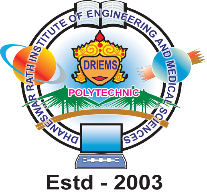 DHANESWAR RATH INSTITUTE OF ENGINEERING AND MEDICAL SCIENCES
DRIEMS
POLYTECHNIC
Estd - 2003